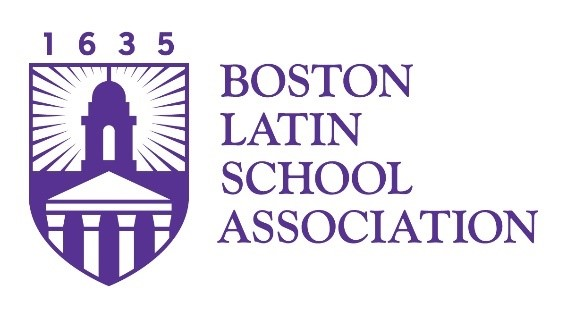 1635
BOSTON
LATIN
SCHOOL
ASSOCIATION